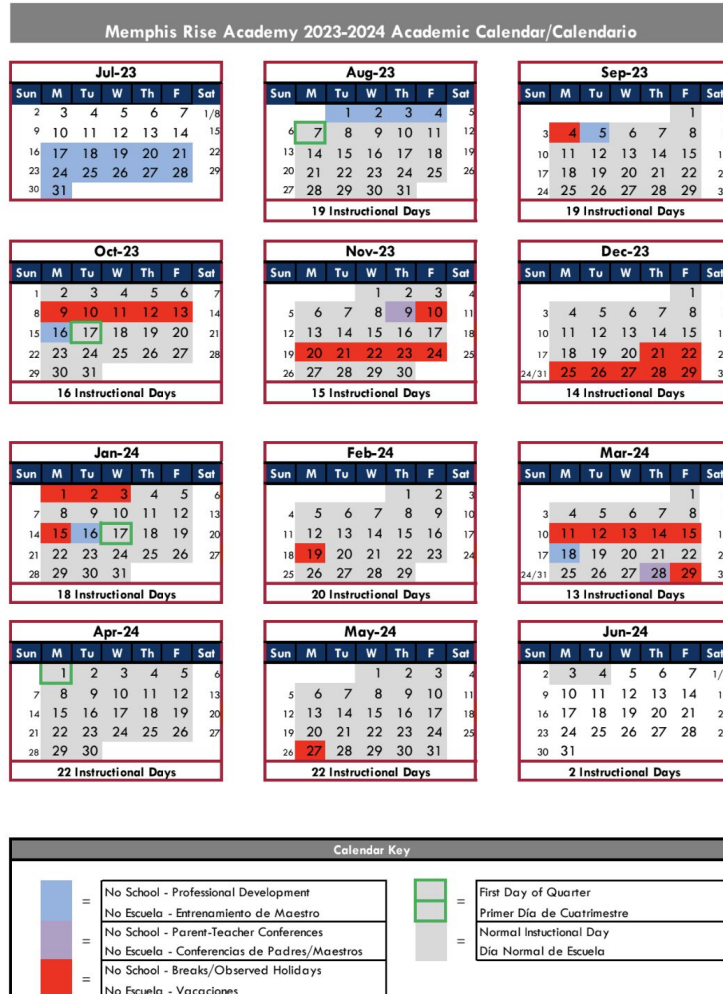 Memphis Rise Academy 2023-2024 Academic Calendar/Calendario
Jul-23
Sun M Tu W Th F Sat
2 3 4 5 6 7 1/8
9 10 11 12 13 14 15
16 17 18 19 20 21 22
23 24 25 26 27 28 29
30 31
Aug-23
Sun M Tu W Th F Sat
1 2 3 4 5
6 7 8 9 10 11 12
13 14 15 16 17 18 19
20 21 22 23 24 25 26
27 28 29 30 31
19 Instructional Days
Sep-23
Sun M Tu W Th F Sat
1
3 4 5 6 7 8
10 11 12 13 14 15
17 18 19 20 21 22
24 25 26 27 28 29
19 Instructional Days
Oct-23
Sun M Tu W Th F Sat
1 2 3 4 5 6 7
8 9 10 11 12 13 14
15 16 17 18 19 20 21
22 23 24 25 26 27 28
29 30 31
16 Instructional Days
Nov-23
Sun M Tu W Th F Sat
1 2 3 4
5 6 7 8 9 10 11
12 13 14 15 16 17 18
19 20 21 22 23 24 25
26 27 28 29 30
15 Instructional Days
Dec-23
Sun M Tu W Th F Sat
1
3 4 5 6 7 8
10 11 12 13 14 15
17 18 19 20 21 22
24/31 25 26 27 28 29
14 Instructional Days
Jan-24
Sun M Tu W Th F Sat
1 2 3 4 5 6
7 8 9 10 11 12 13
14 15 16 17 18 19 20
21 22 23 24 25 26 27
28 29 30 31
18 Instructional Days
Feb-24
Sun M Tu W Th F Sat
1 2 3
4 5 6 7 8 9 10
11 12 13 14 15 16 17
18 19 20 21 22 23 24
25 26 27 28 29
20 Instructional Days
Mar-24
Sun M Tu W Th F Sat
1
3 4 5 6 7 8
10 11 12 13 14 15
17 18 19 20 21 22
24/31 25 26 27 28 29
13 Instructional Days
Apr-24
Sun M Tu W Th F Sat
1 2 3 4 5 6
7 8 9 10 11 12 13
14 15 16 17 18 19 20
21 22 23 24 25 26 27
28 29 30
22 Instructional Days
May-24
Sun M Tu W Th F Sat
1 2 3 4
5 6 7 8 9 10 11
12 13 14 15 16 17 18
19 20 21 22 23 24 25
26 27 28 29 30 31
22 Instructional Days
Jun-24
Sun M Tu W Th F Sat
2 3 4 5 6 7
9 10 11 12 13 14
16 17 18 19 20 21
23 24 25 26 27 28
30 31
2 Instructional Days
Calendar Key
= No School - Professional Development
No Escuela - Entrenamiento de Maestro
= No School - Parent-Teacher Conferences
No Escuela - Conferencias de Padres/Maestros
= No School - Breaks/Observed Holidays
No Escuela - Vacaciones
= First Day of Quarter
Primer Día de Cuatrimestre
= Normal Instuctional Day
Día Normal de Escuela